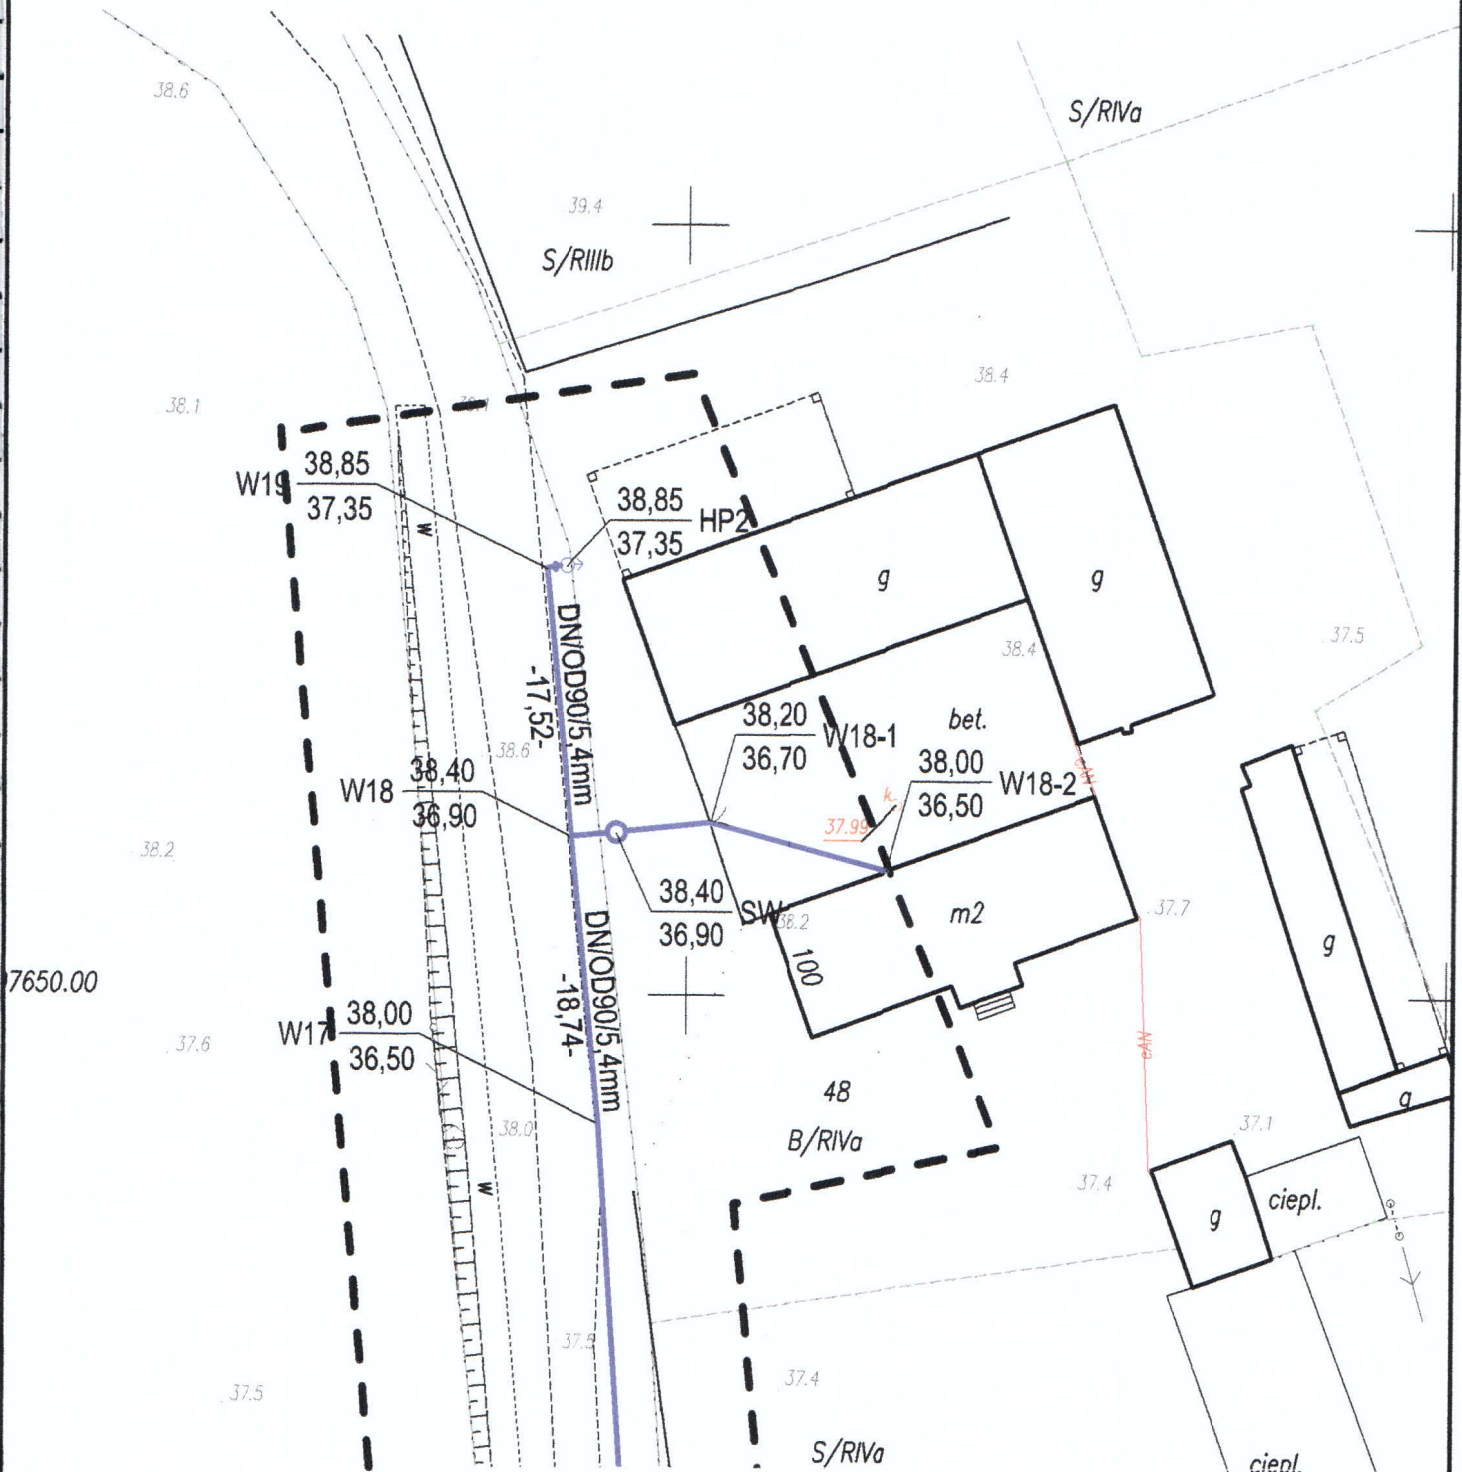 38.6
S/RIVa
39.4
S/RIIIb
38.4
38.1
W19 38,85
37,35
38,85 HP2
37,35
w
g
g
DN/OD90/5,4mm
-17,52-
37.5
38.4
38,20 W18-1
36,70
bet.
38.6
W18 38,40
36,90
38,00 W18-2
36,50
k
37.99
eAN
38.2
38,40 SW
36,90
38.2
m2
37.7
100
g
DN/OD90/5,4mm
-18,74-
7650.00
W17 38,00
36,50
37.6
eAN
48
B/RIVa
g
38.0
37.1
w
37.4
g
ciepl.
37.5
37.5
37.4
S/RIVa
ciepl.